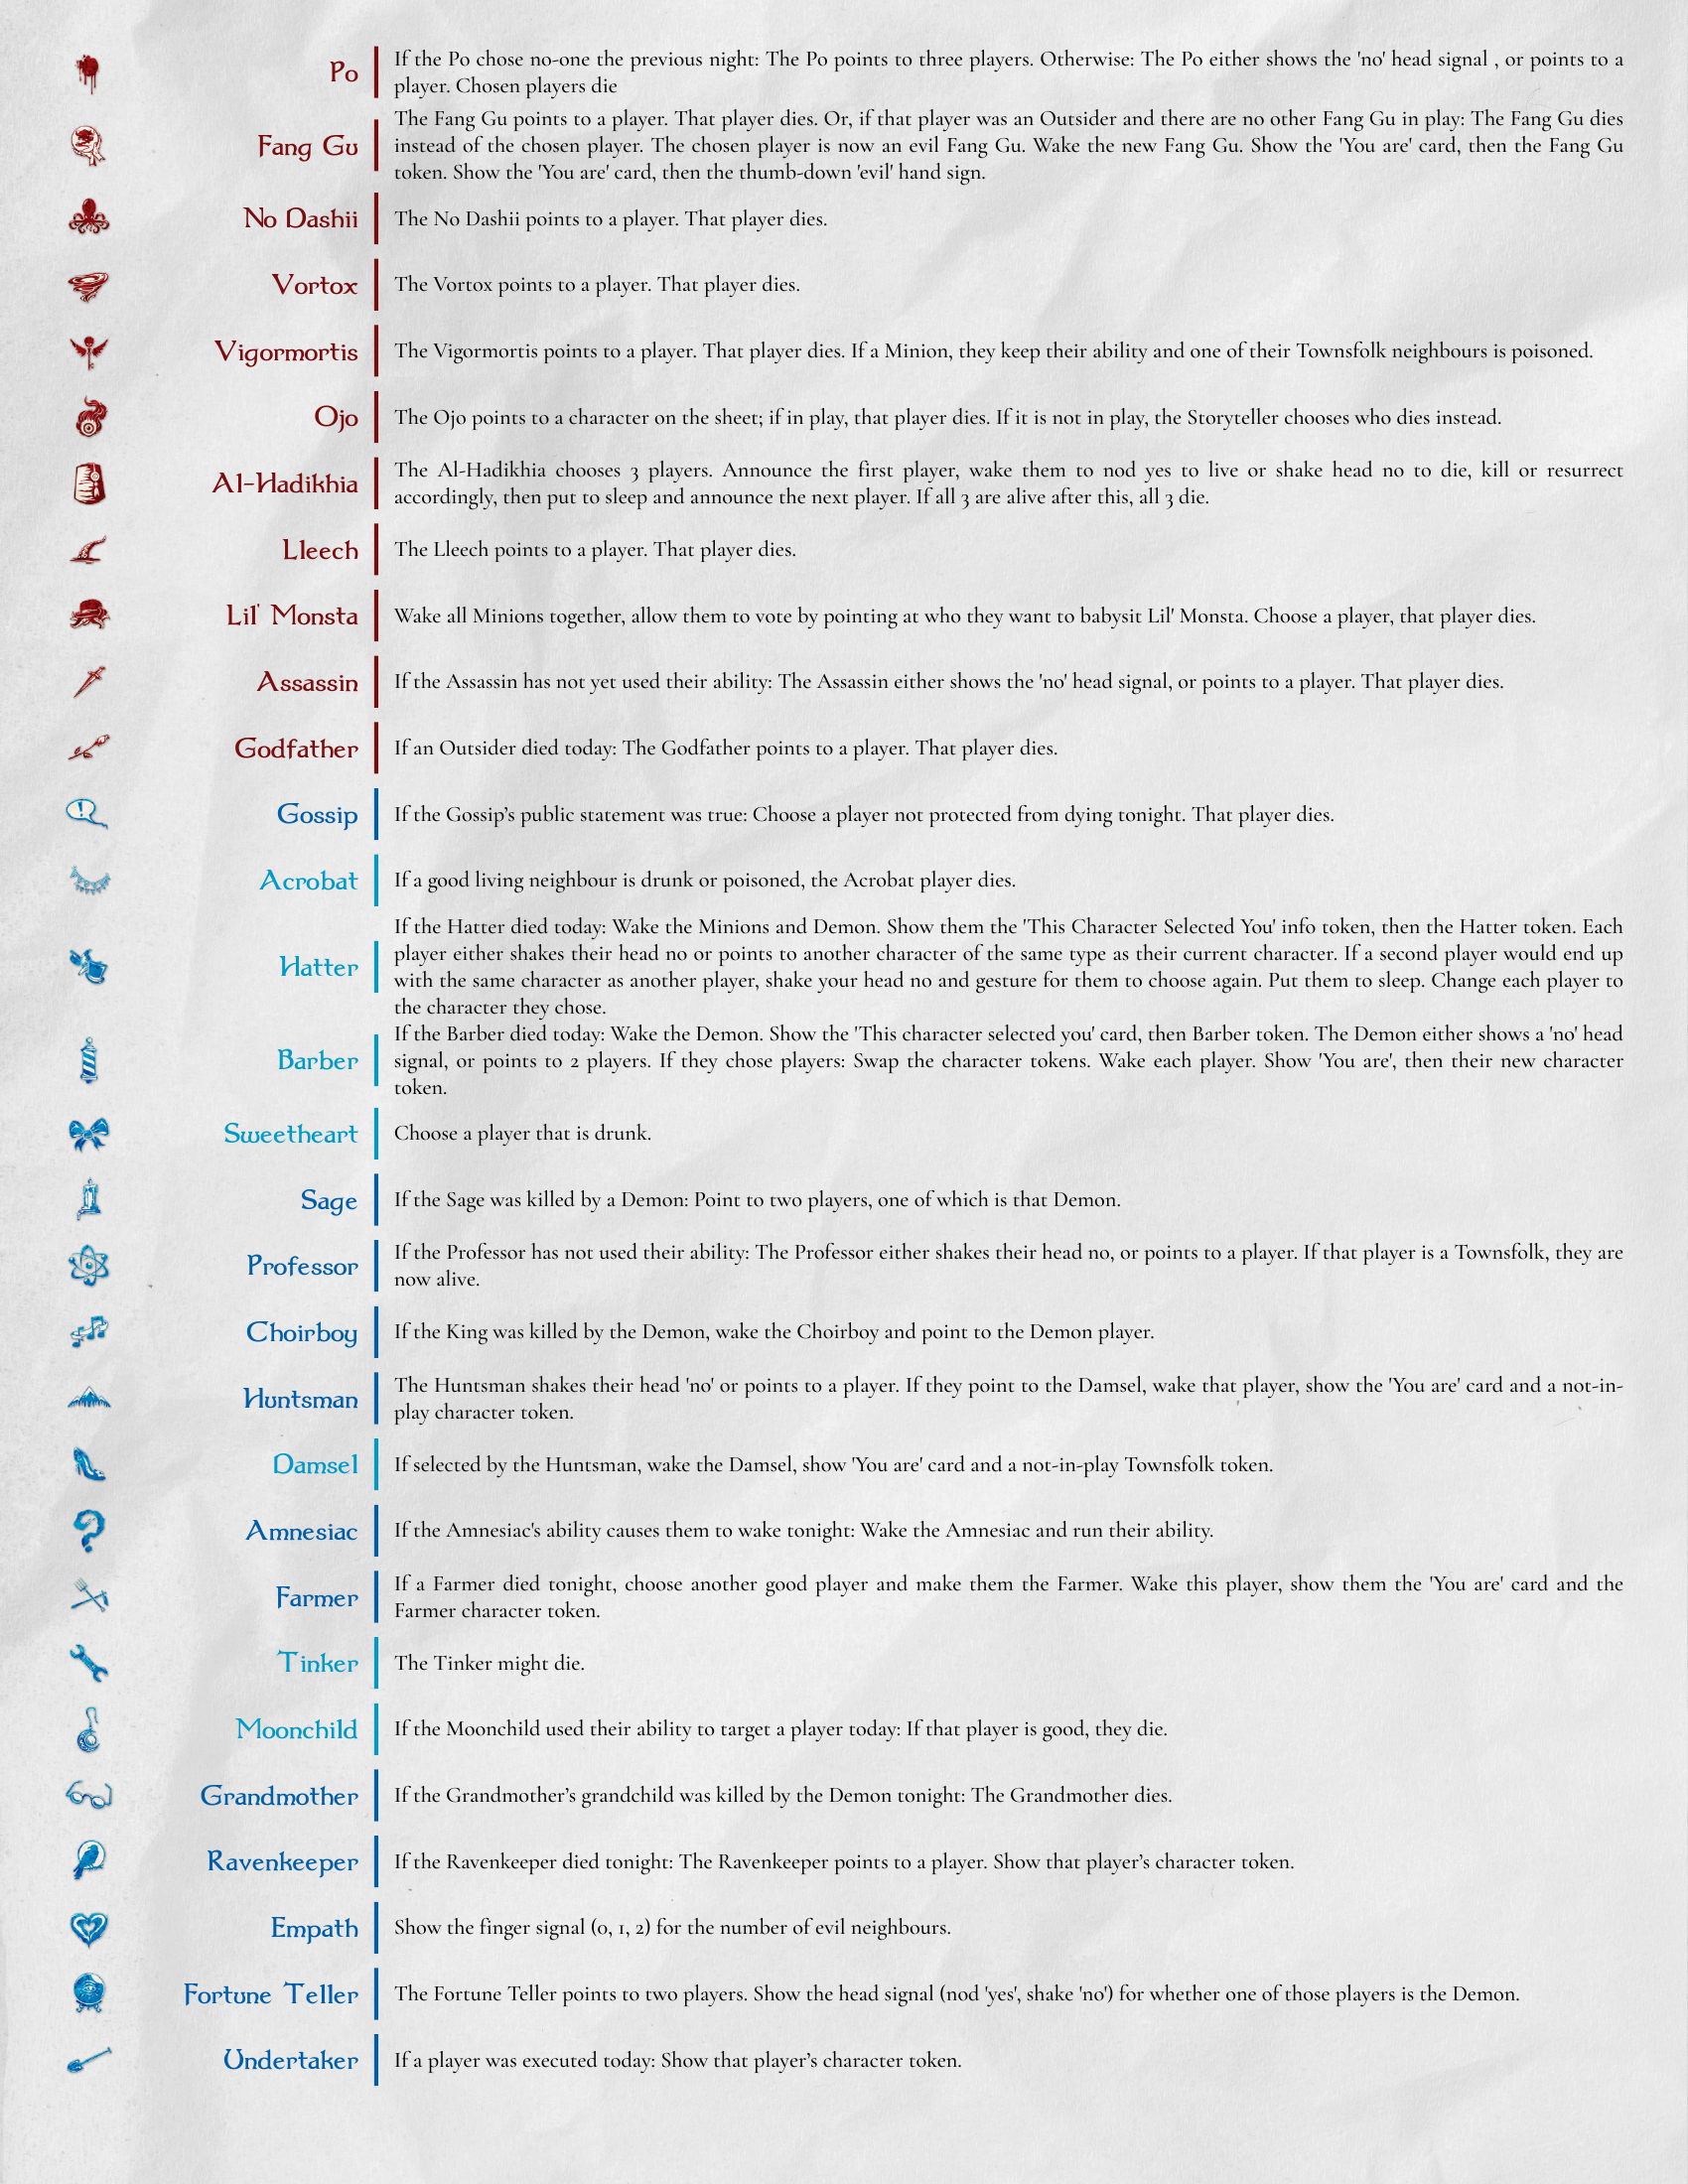 Po
If the Po chose no-one the previous night: The Po points to three players. Otherwise: The Po either shows the 'no' head signal , or points to a
player. Chosen players die
Fang Gu
The Fang Gu points to a player. That player dies. Or, if that player was an Outsider and there are no other Fang Gu in play: The Fang Gu dies
instead of the chosen player. The chosen player is now an evil Fang Gu. Wake the new Fang Gu. Show the 'You are' card, then the Fang Gu
token. Show the 'You are' card, then the thumb-down 'evil' hand sign.
No Dashii
The No Dashii points to a player. That player dies.
Vortox
The Vortox points to a player. That player dies.
Vigormortis
The Vigormortis points to a player. That player dies. If a Minion, they keep their ability and one of their Townsfolk neighbours is poisoned.
Ojo
The Ojo points to a character on the sheet; if in play, that player dies. If it is not in play, the Storyteller chooses who dies instead.
Al-Hadikhia
The Al-Hadikhia chooses 3 players. Announce the first player, wake them to nod yes to live or shake head no to die, kill or resurrect
accordingly, then put to sleep and announce the next player. If all 3 are alive after this, all 3 die.
Lleech
The Lleech points to a player. That player dies.
Lil' Monsta
Wake all Minions together, allow them to vote by pointing at who they want to babysit Lil' Monsta. Choose a player, that player dies.
Assassin
If the Assassin has not yet used their ability: The Assassin either shows the 'no' head signal, or points to a player. That player dies.
Godfather
If an Outsider died today: The Godfather points to a player. That player dies.
Gossip
If the Gossip’s public statement was true: Choose a player not protected from dying tonight. That player dies.
Acrobat
If a good living neighbour is drunk or poisoned, the Acrobat player dies.
Hatter
If the Hatter died today: Wake the Minions and Demon. Show them the 'This Character Selected You' info token, then the Hatter token. Each
player either shakes their head no or points to another character of the same type as their current character. If a second player would end up
with the same character as another player, shake your head no and gesture for them to choose again. Put them to sleep. Change each player to
the character they chose.
Barber
If the Barber died today: Wake the Demon. Show the 'This character selected you' card, then Barber token. The Demon either shows a 'no' head
signal, or points to 2 players. If they chose players: Swap the character tokens. Wake each player. Show 'You are', then their new character
token.
Sweetheart
Choose a player that is drunk.
Sage
If the Sage was killed by a Demon: Point to two players, one of which is that Demon.
Professor
If the Professor has not used their ability: The Professor either shakes their head no, or points to a player. If that player is a Townsfolk, they are
now alive.
Choirboy
If the King was killed by the Demon, wake the Choirboy and point to the Demon player.
Huntsman
The Huntsman shakes their head 'no' or points to a player. If they point to the Damsel, wake that player, show the 'You are' card and a not-in-
play character token.
Damsel
If selected by the Huntsman, wake the Damsel, show 'You are' card and a not-in-play Townsfolk token.
Amnesiac
If the Amnesiac's ability causes them to wake tonight: Wake the Amnesiac and run their ability.
Farmer
If a Farmer died tonight, choose another good player and make them the Farmer. Wake this player, show them the 'You are' card and the
Farmer character token.
Tinker
The Tinker might die.
Moonchild
If the Moonchild used their ability to target a player today: If that player is good, they die.
Grandmother
If the Grandmother’s grandchild was killed by the Demon tonight: The Grandmother dies.
Ravenkeeper
If the Ravenkeeper died tonight: The Ravenkeeper points to a player. Show that player’s character token.
Empath
Show the finger signal (0, 1, 2) for the number of evil neighbours.
Fortune Teller
The Fortune Teller points to two players. Show the head signal (nod 'yes', shake 'no') for whether one of those players is the Demon.
Undertaker
If a player was executed today: Show that player’s character token.